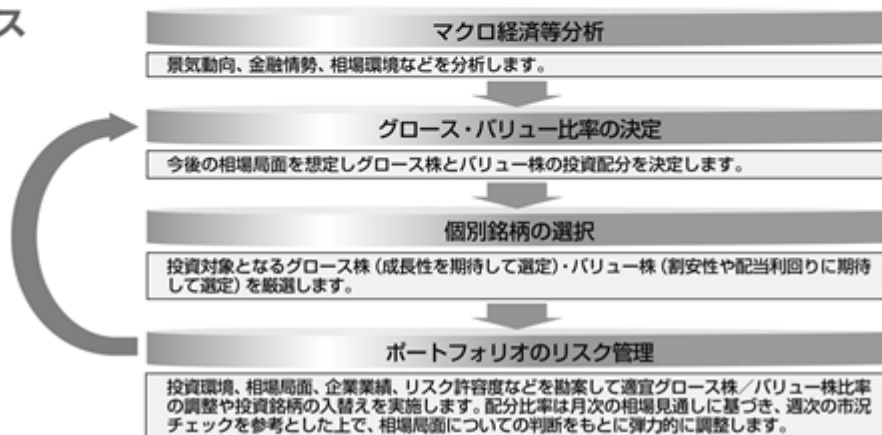 ス
マクロ経済等分析
景気動向、金融情勢、相場環境などを分析します。
グロース・バリュー比率の決定
今後の相場局面を想定しグロース株とバリュー株の投資配分を決定します。
個別銘柄の選択
投資対象となるグロース株（成長性を期待して選定）・バリュー株（割安性や配当利回りに期待
して選定）を厳選します。
ポートフォリオのリスク管理
投資環境、相場局面、企業業績、リスク許容度などを勘案して適宜グロース株／バリュー株比率
の調整や投資銘柄の入替えを実施します。配分比率は月次の相場見通しに基づき、週次の市況
チェックを参考とした上で、相場局面についての判断をもとに弾力的に調整します。